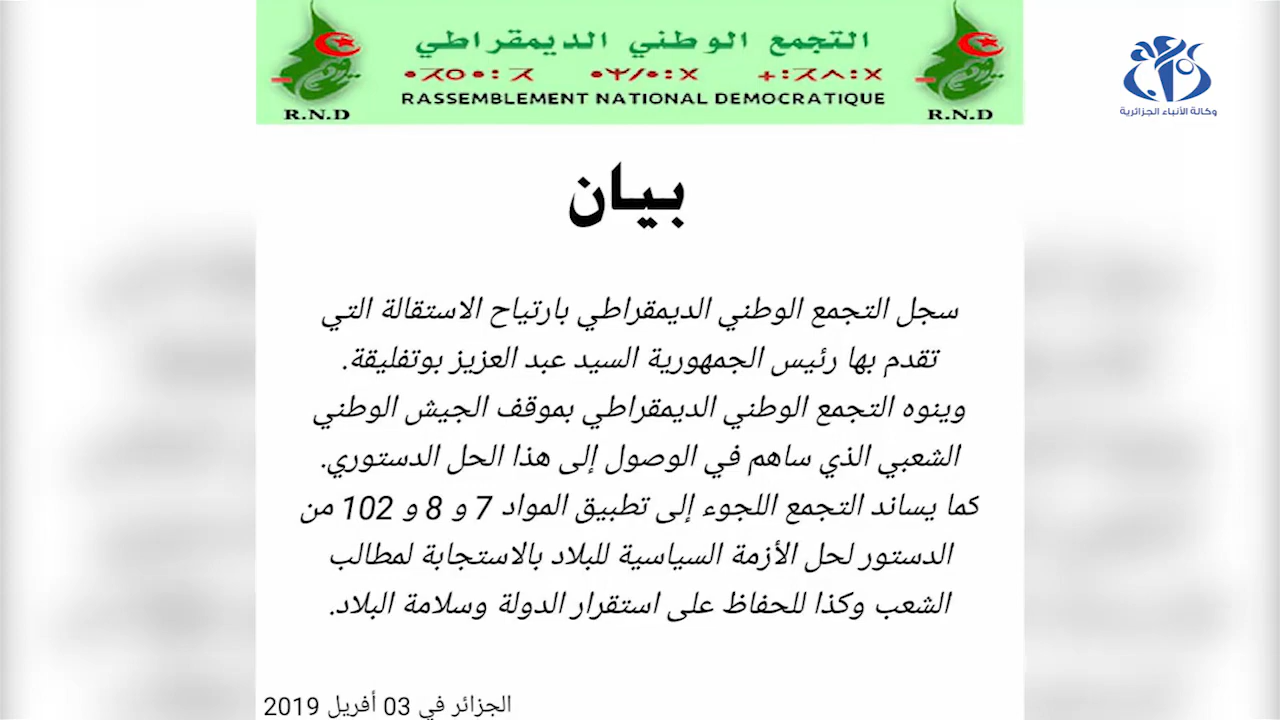 التجمع الوطني الديمقراطي
RASSEMBLEMENT NATIONAL DEMOCRATIQUE
R.N.D
R.N.D
وكالة الأنباء الجزائرية
بيان
سجل التجمع الوطني الديمقراطي بارتياح الاستقالة التي
تقدم بها رئيس الجمهورية السيد عبد العزيز بوتفليقة.
وينوه التجمع الوطني الديمقراطي بموقف الجيش الوطني
الشعبي الذي ساهم في الوصول إلى هذا الحل الدستوري.
كما يساند التجمع اللجوء إلى تطبيق المواد 7 و 8 و 102 من
الدستور لحل الأزمة السياسية للبلاد بالاستجابة لمطالب
الشعب وكذا للحفاظ على استقرار الدولة وسلامة البلاد.
الجزائر في 03 أفريل 2019